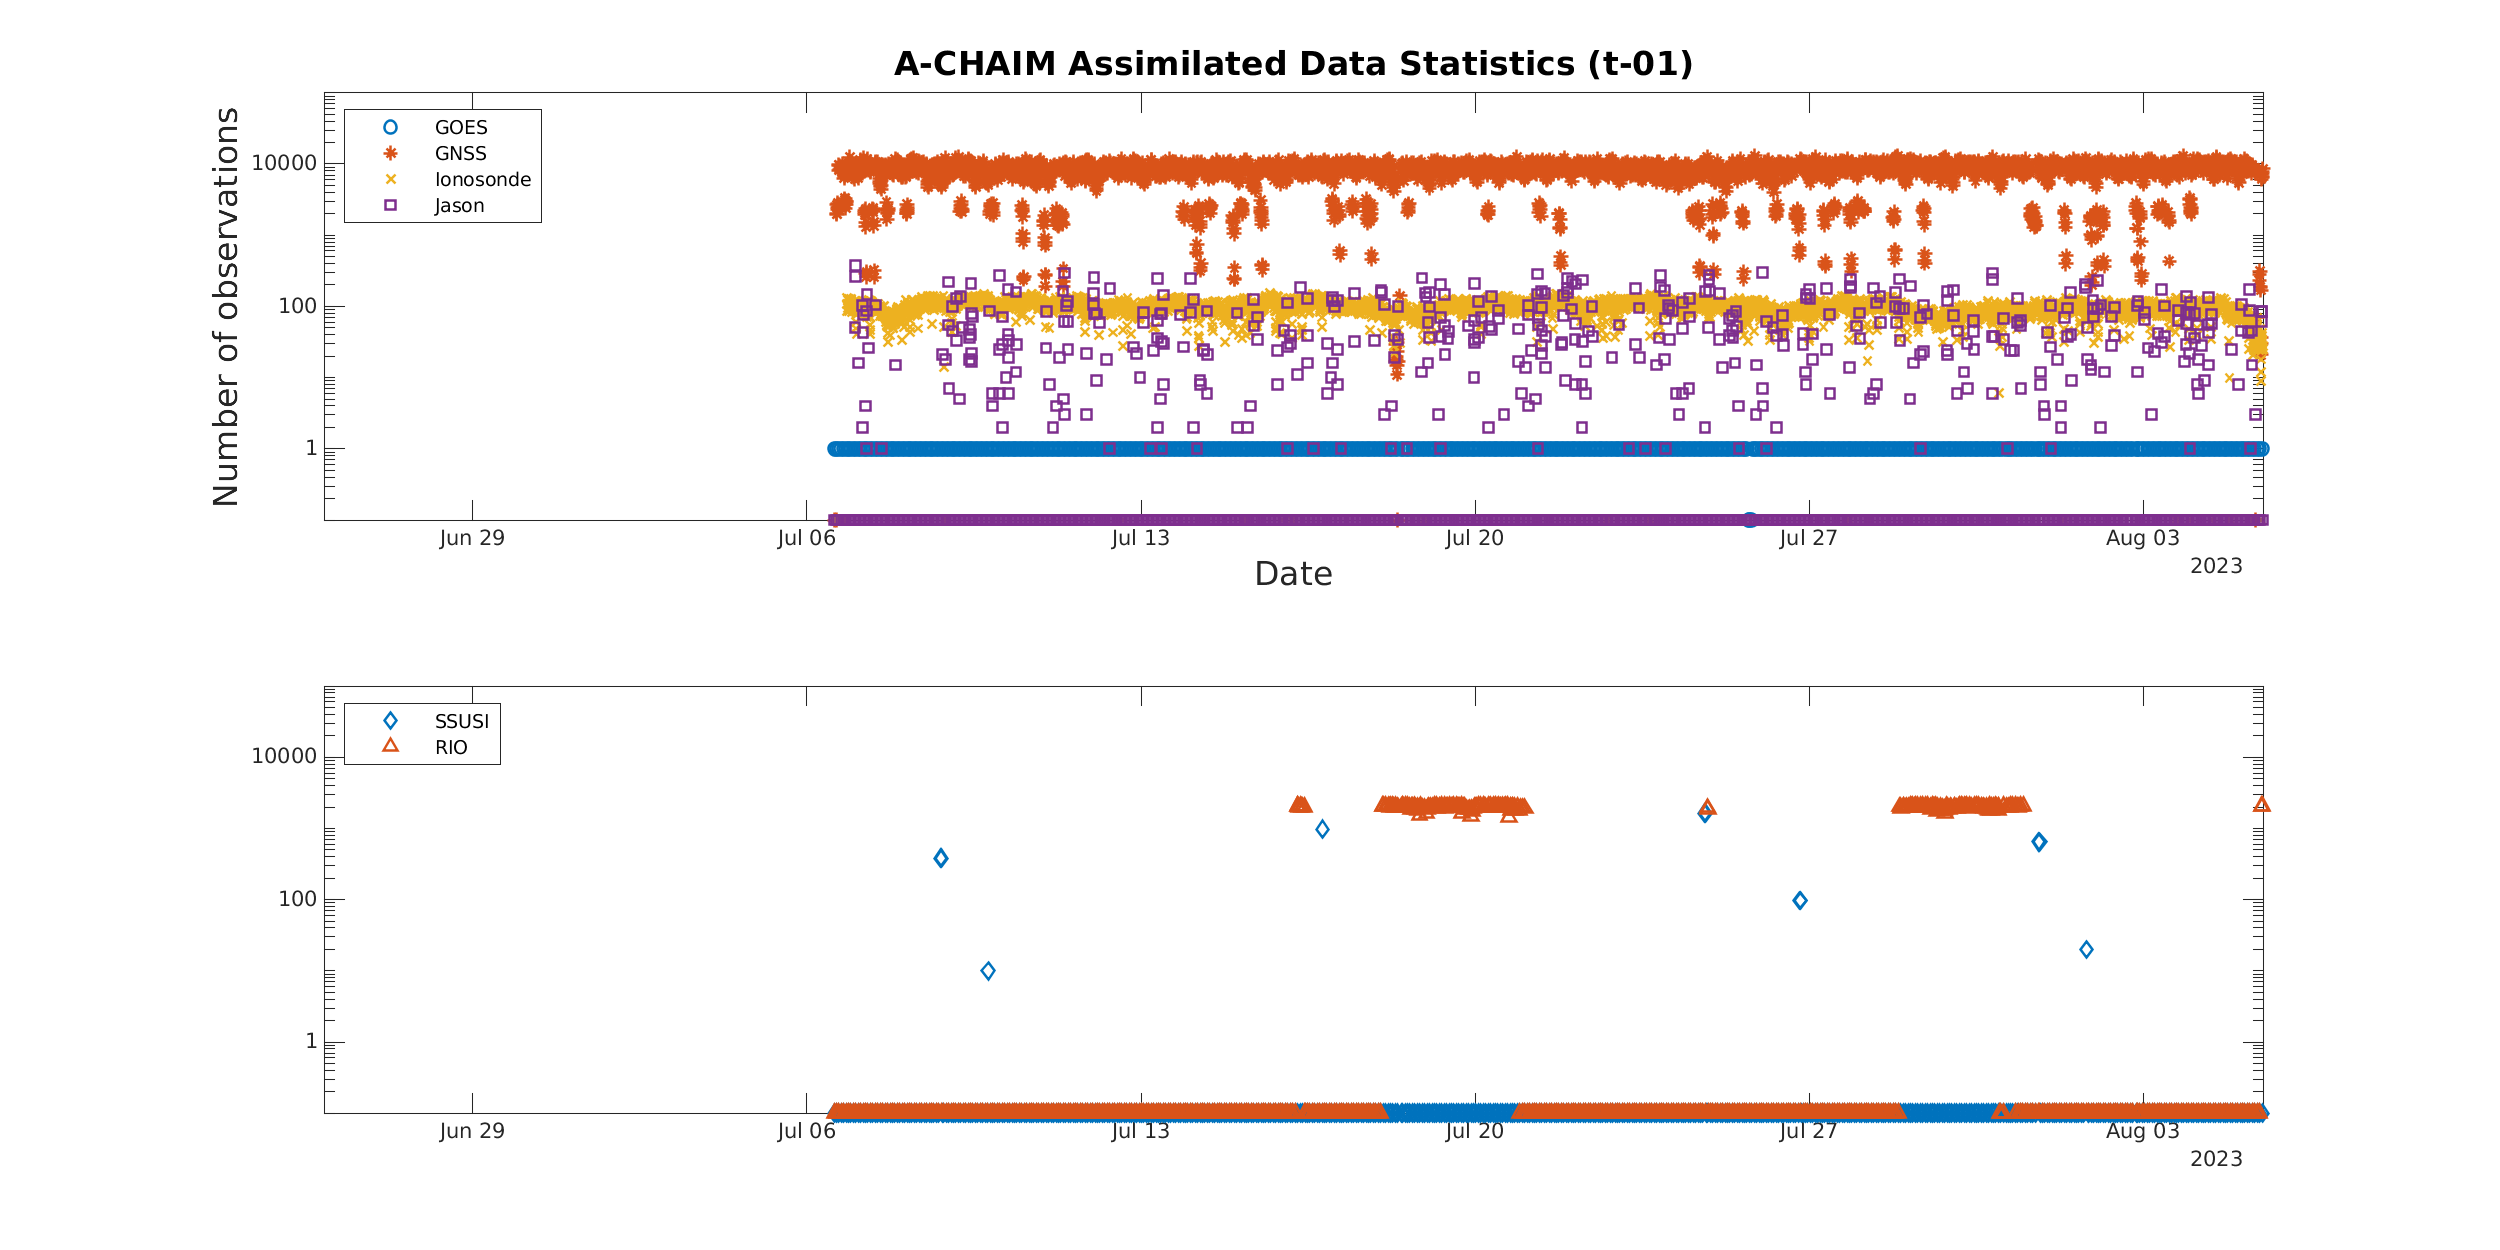 A-CHAIM Assimilated Data Statistics (t-01)
Number of observations
10000
100
1
GOES
GNSS
Ionosonde
Jason
Jun 29
Jul 06
Jul 13
Jul 20
Jul 27
Aug 03
2023
Date
10000
100
1
SSUSI
RIO
Jun 29
Jul 06
Jul 13
Jul 20
Jul 27
Aug 03
2023